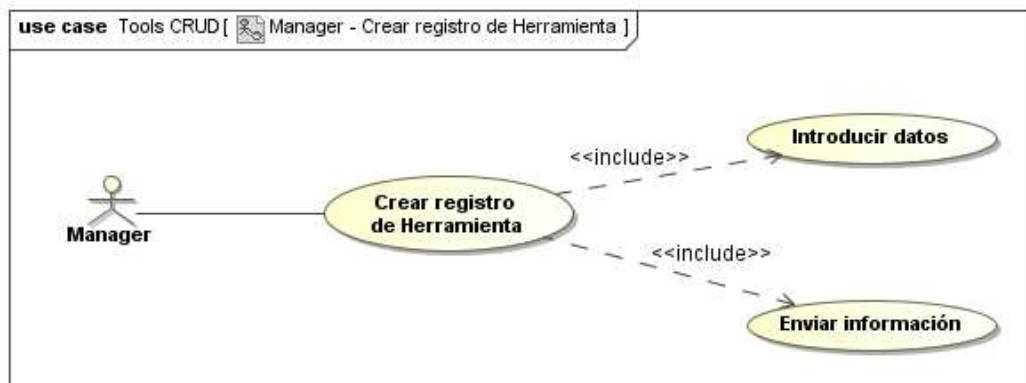 use case Tools CRUD [ Manager - Crear registro de Herramienta ]
Introducir datos
<<include>>
Crear registro
de Herramienta
Manager
<<include>>
Enviar información